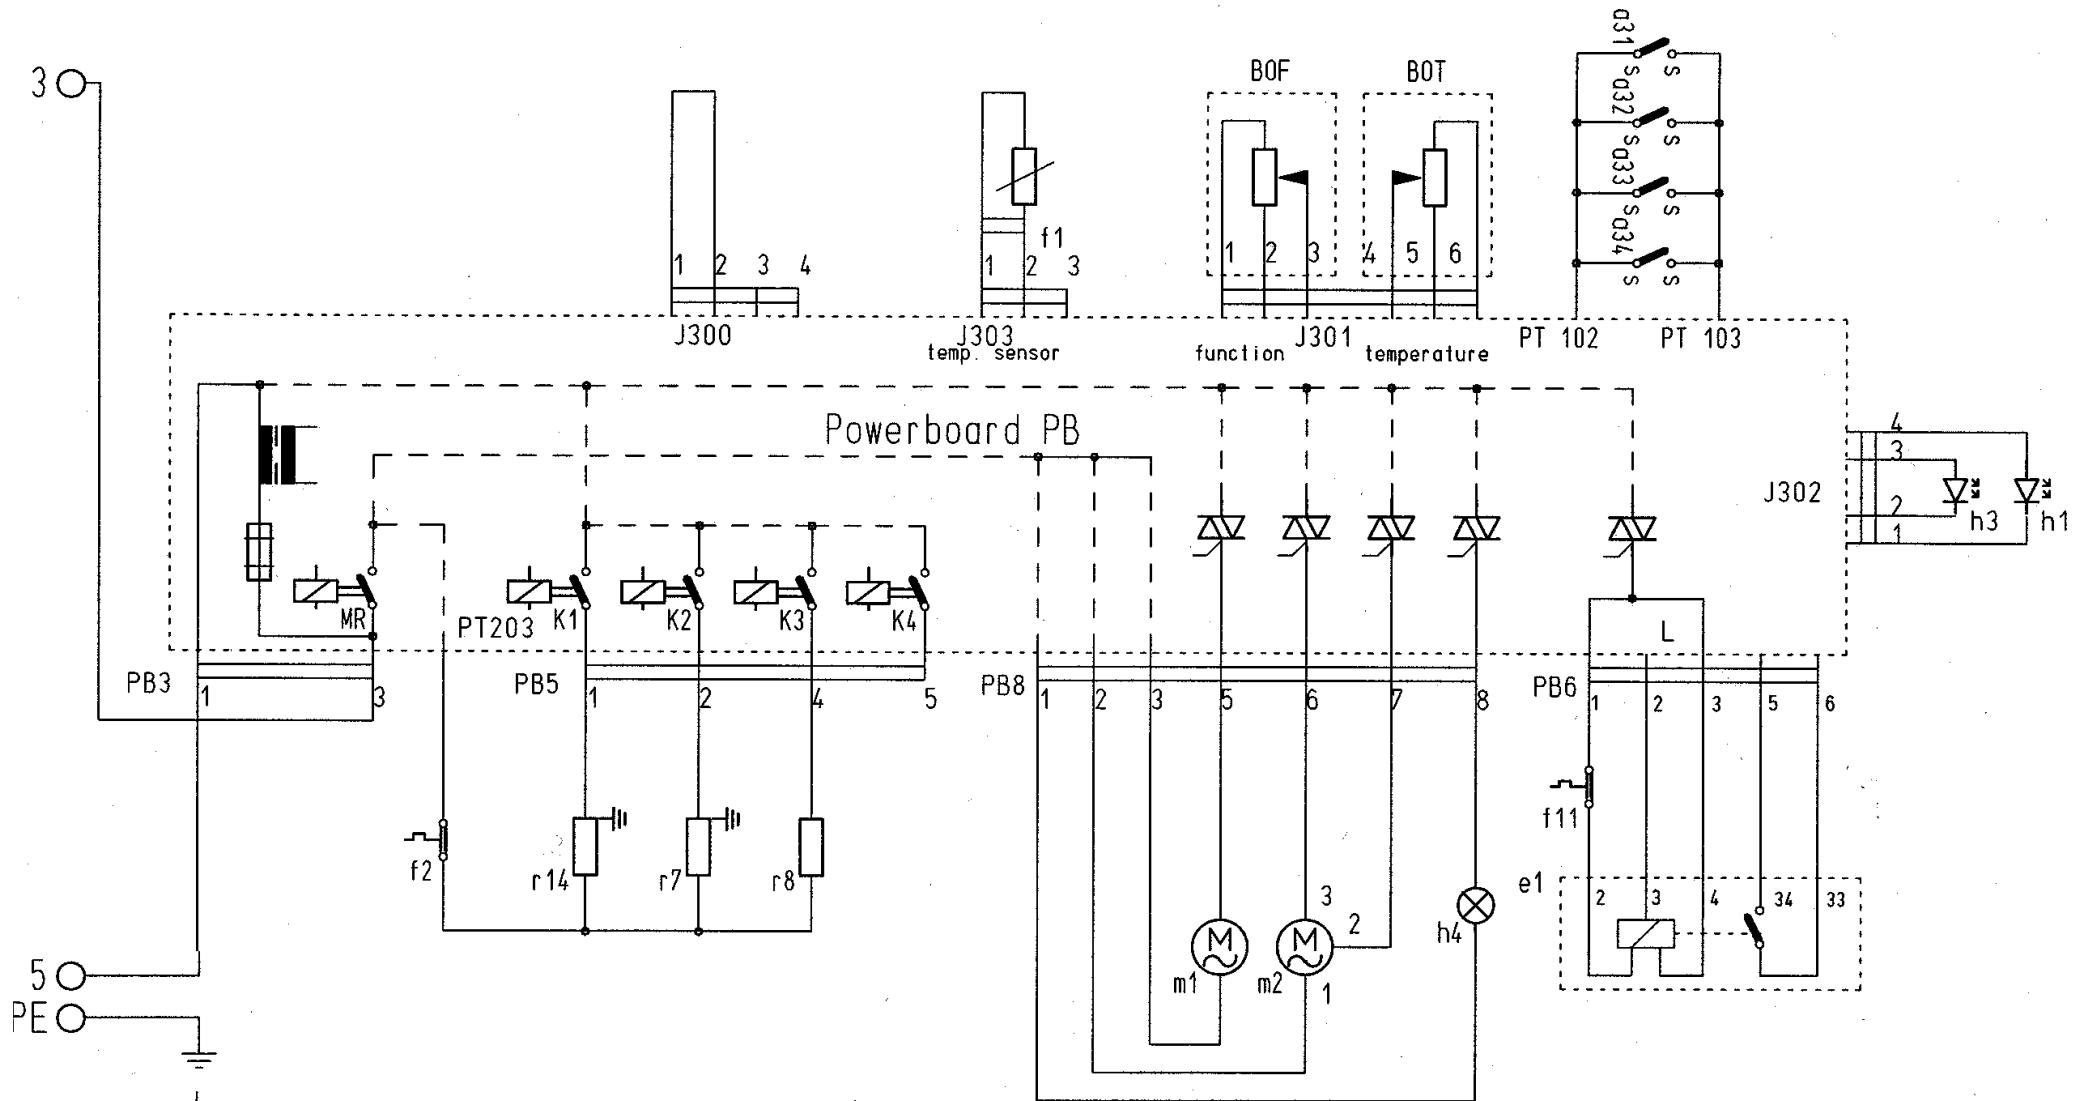 a31
S S
a32
S S
a33
S S
a34
S S
3
BOF BOT
f1
1 2 3 4
1 2 3
1 2 3 4 5 6
J300 J303 J301 PT 102 PT 103
temp. sensor function temperature
Powerboard PB
4
3
2
1
J302
h3 h1
MR K1 K2 K3 K4
PT203
L
PB3 1 3
PB5 1 2 4 5
PB8 1 2 3 5 6 7 8
PB6 1 2 3 5 6
f11
f2 r14 r7 r8
e1 2 3 4 34 33
3
2
1
M M
m1 m2 h4
5
PE